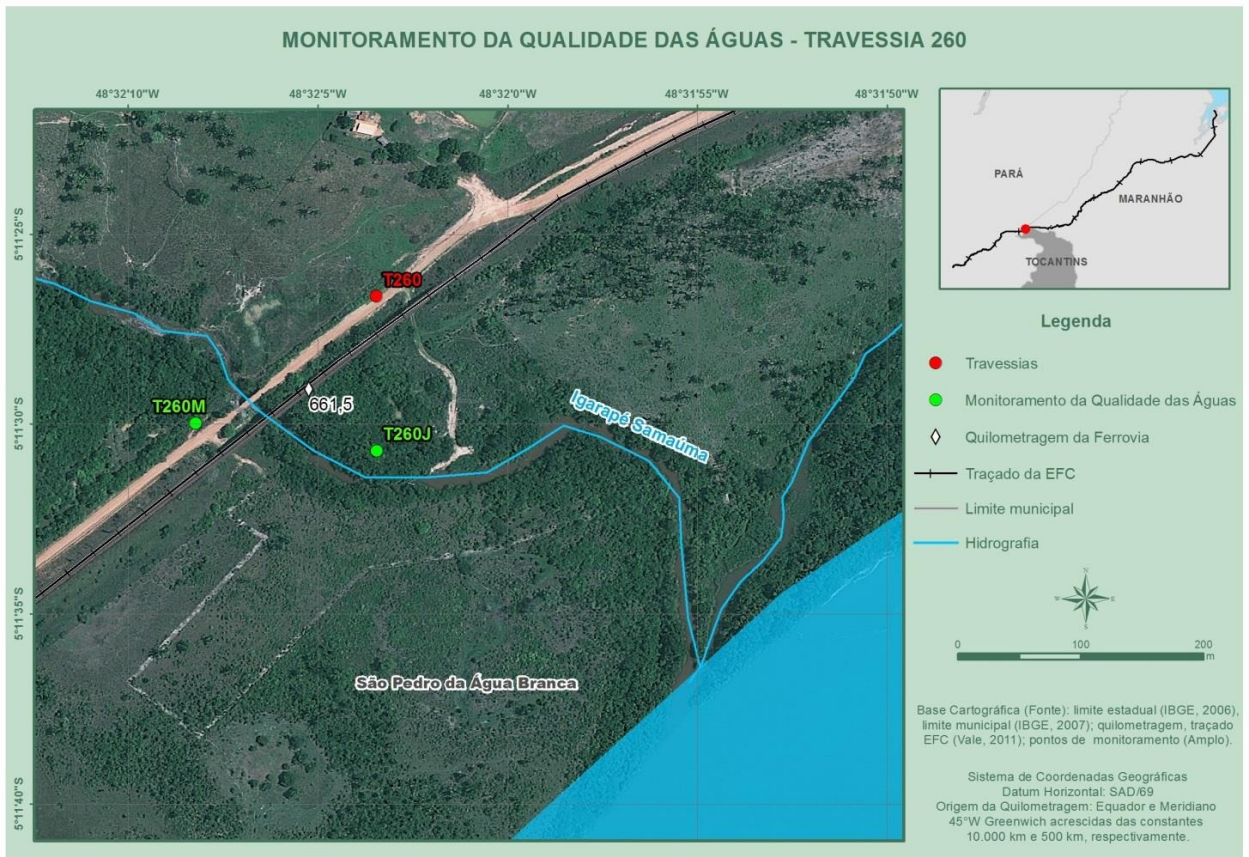 MONITORAMENTO DA QUALIDADE DAS ÁGUAS - TRAVESSIA 260
48°32'10"W
48°32'5"W
48°32'0"W
48°31'55"W
48°31'50"W
5°11'25"S
5°11'30"S
5°11'35"S
5°11'40"S
T260
T260M
661,5
T260J
Igarapé Samaúma
São Pedro da Água Branca
PARÁ
MARANHÃO
TOCANTINS
Legenda
Travessias
Monitoramento da Qualidade das Águas
Quilometragem da Ferrovia
Traçado da EFC
Limite municipal
Hidrografia
N
W
E
S
0
100
200
m
Base Cartográfica (Fonte): limite estadual (IBGE, 2006),
limite municipal (IBGE, 2007); quilometragem, traçado
EFC (Vale, 2011); pontos de monitoramento (Amplo).
Sistema de Coordenadas Geográficas
Datum Horizontal: SAD/69
Origem da Quilometragem: Equador e Meridiano
45°W Greenwich acrescidas das constantes
10.000 km e 500 km, respectivamente.